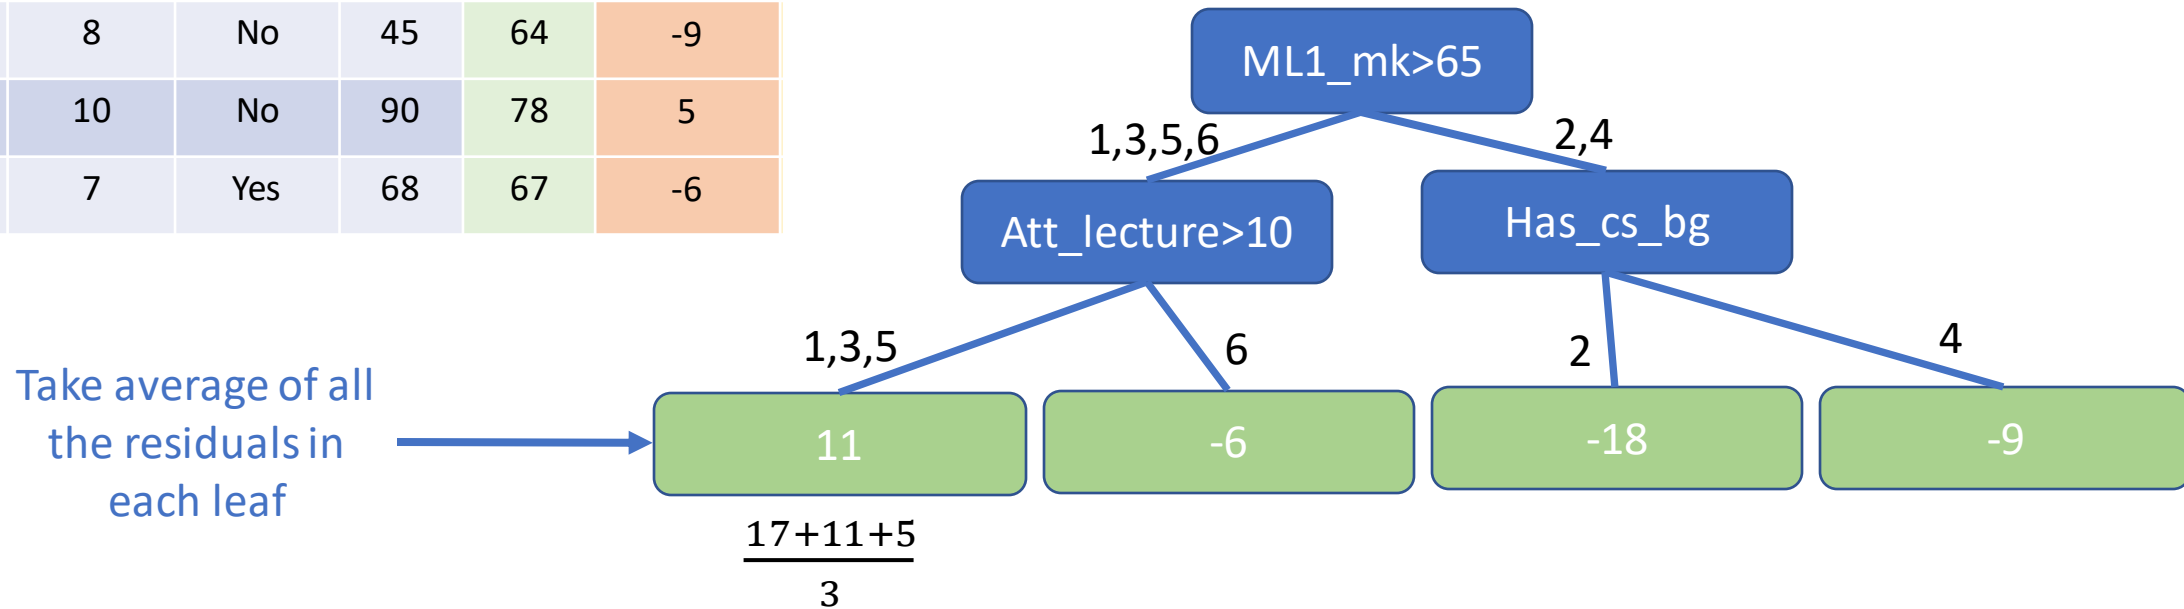 8 No 45 64 -9
10 No 90 78 5
7 Yes 68 67 -6
ML1_mk>65
1,3,5,6
2,4
Att_lecture>10
Has_cs_bg
1,3,5
6
2
4
Take average of all
the residuals in
each leaf
11
-6
-18
-9
17+11+5
3